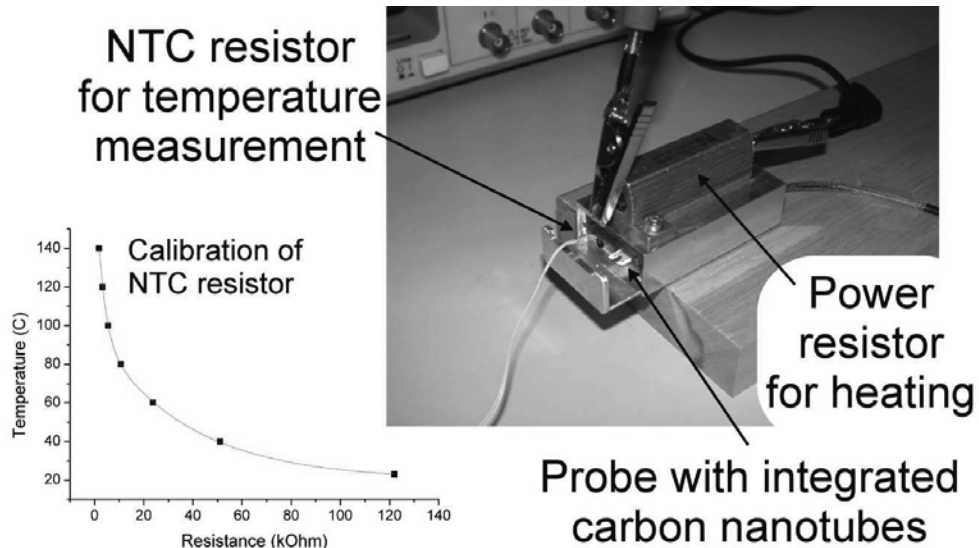 NTC resistor
for temperature
measurement
Calibration of
NTC resistor
Temperature (C)
140
120
100
80
60
40
20
0
20
40
60
80
100
120
140
Resistance (kOhm)
Power
resistor
for heating
Probe with integrated
carbon nanotubes